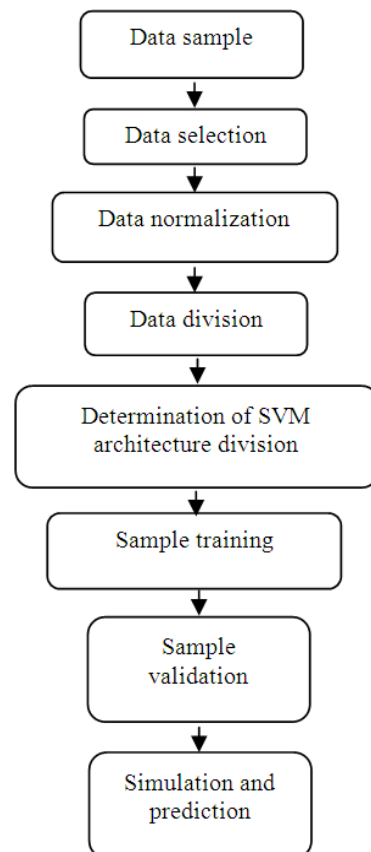 Data sample
Data selection
Data normalization
Data division
Determination of SVM
architecture division
Sample training
Sample
validation
Simulation and
prediction